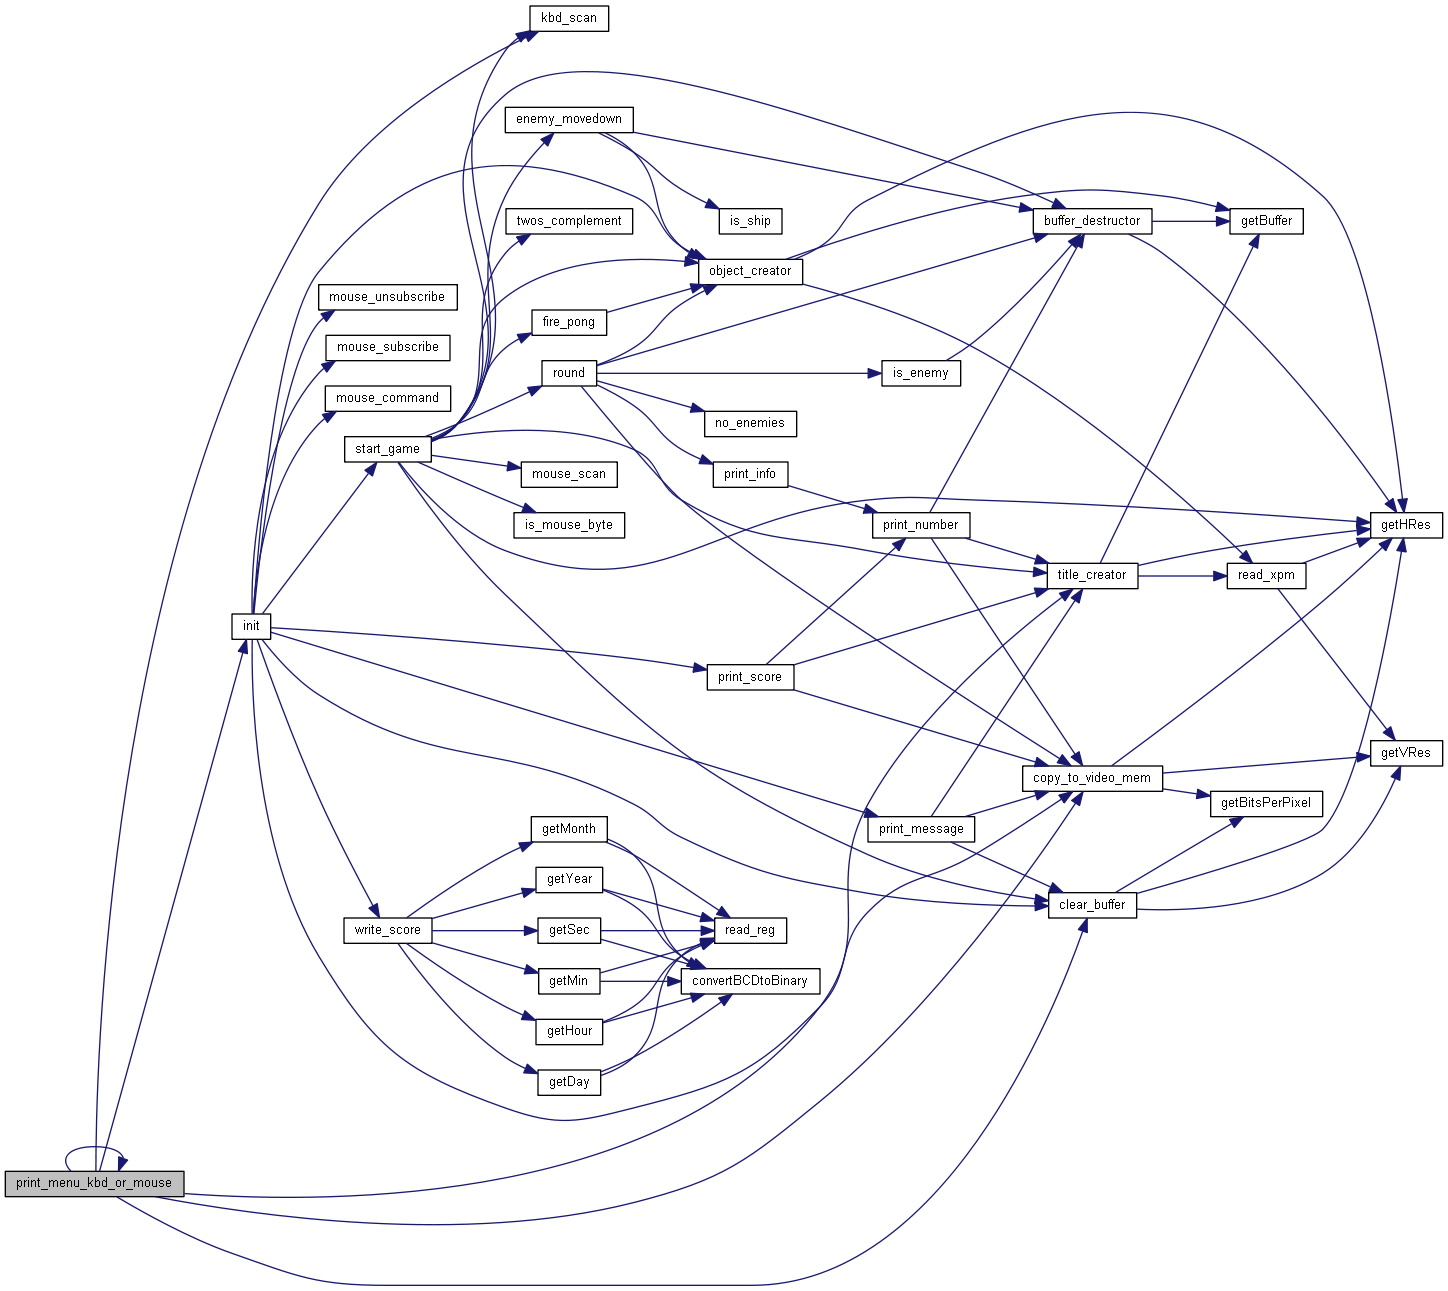 kbd_scan
enemy_movedown
twos_complement
is_ship
buffer_destructor
getBuffer
object_creator
mouse_unsubscribe
fire_pong
mouse_subscribe
round
is_enemy
mouse_command
no_enemies
start_game
mouse_scan
print_info
is_mouse_byte
print_number
getHRes
title_creator
read_xpm
init
print_score
getVRes
copy_to_video_mem
getBitsPerPixel
getMonth
print_message
getYear
clear_buffer
write_score
getSec
read_reg
getMin
convertBCDtoBinary
getHour
getDay
print_menu_kbd_or_mouse